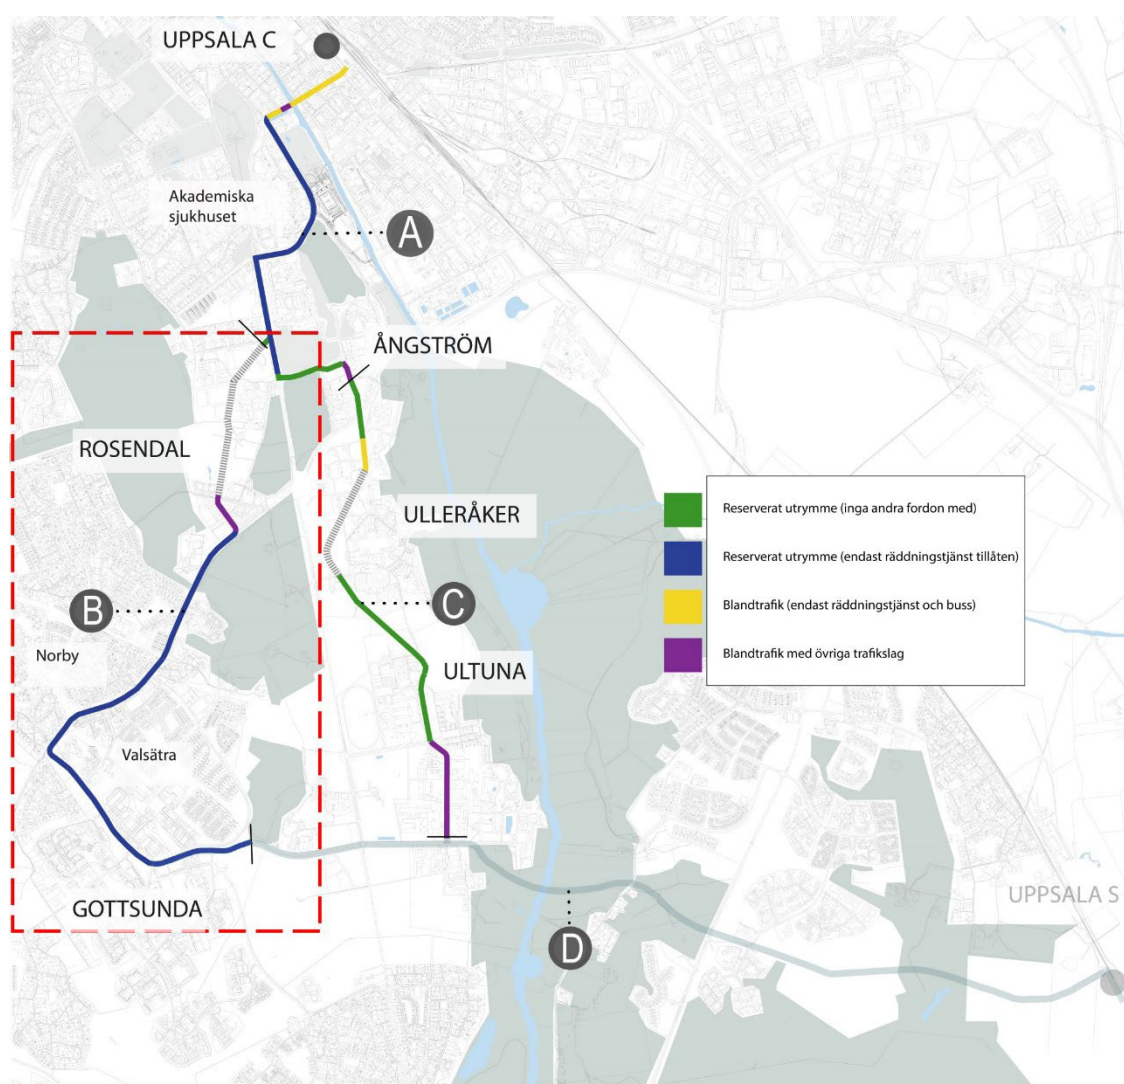 UPPSALA C
Akademiska
sjukhuset
A
ÅNGSTRÖM
ROSENDAL
ULLERÅKER
Reserverat utrymme (inga andra fordon med)
Reserverat utrymme (endast räddningstjänst tillåten)
Blandtrafik (endast räddningstjänst och buss)
Blandtrafik med övriga trafikslag
B
C
Norby
ULTUNA
Valsätra
UPPSALA S
GOTTSUNDA
D